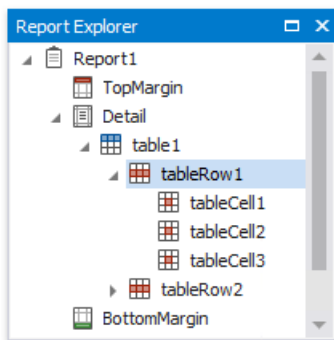 Report Explorer
Report1
TopMargin
Detail
table1
tableRow1
tableCell1
tableCell2
tableCell3
tableRow2
BottomMargin